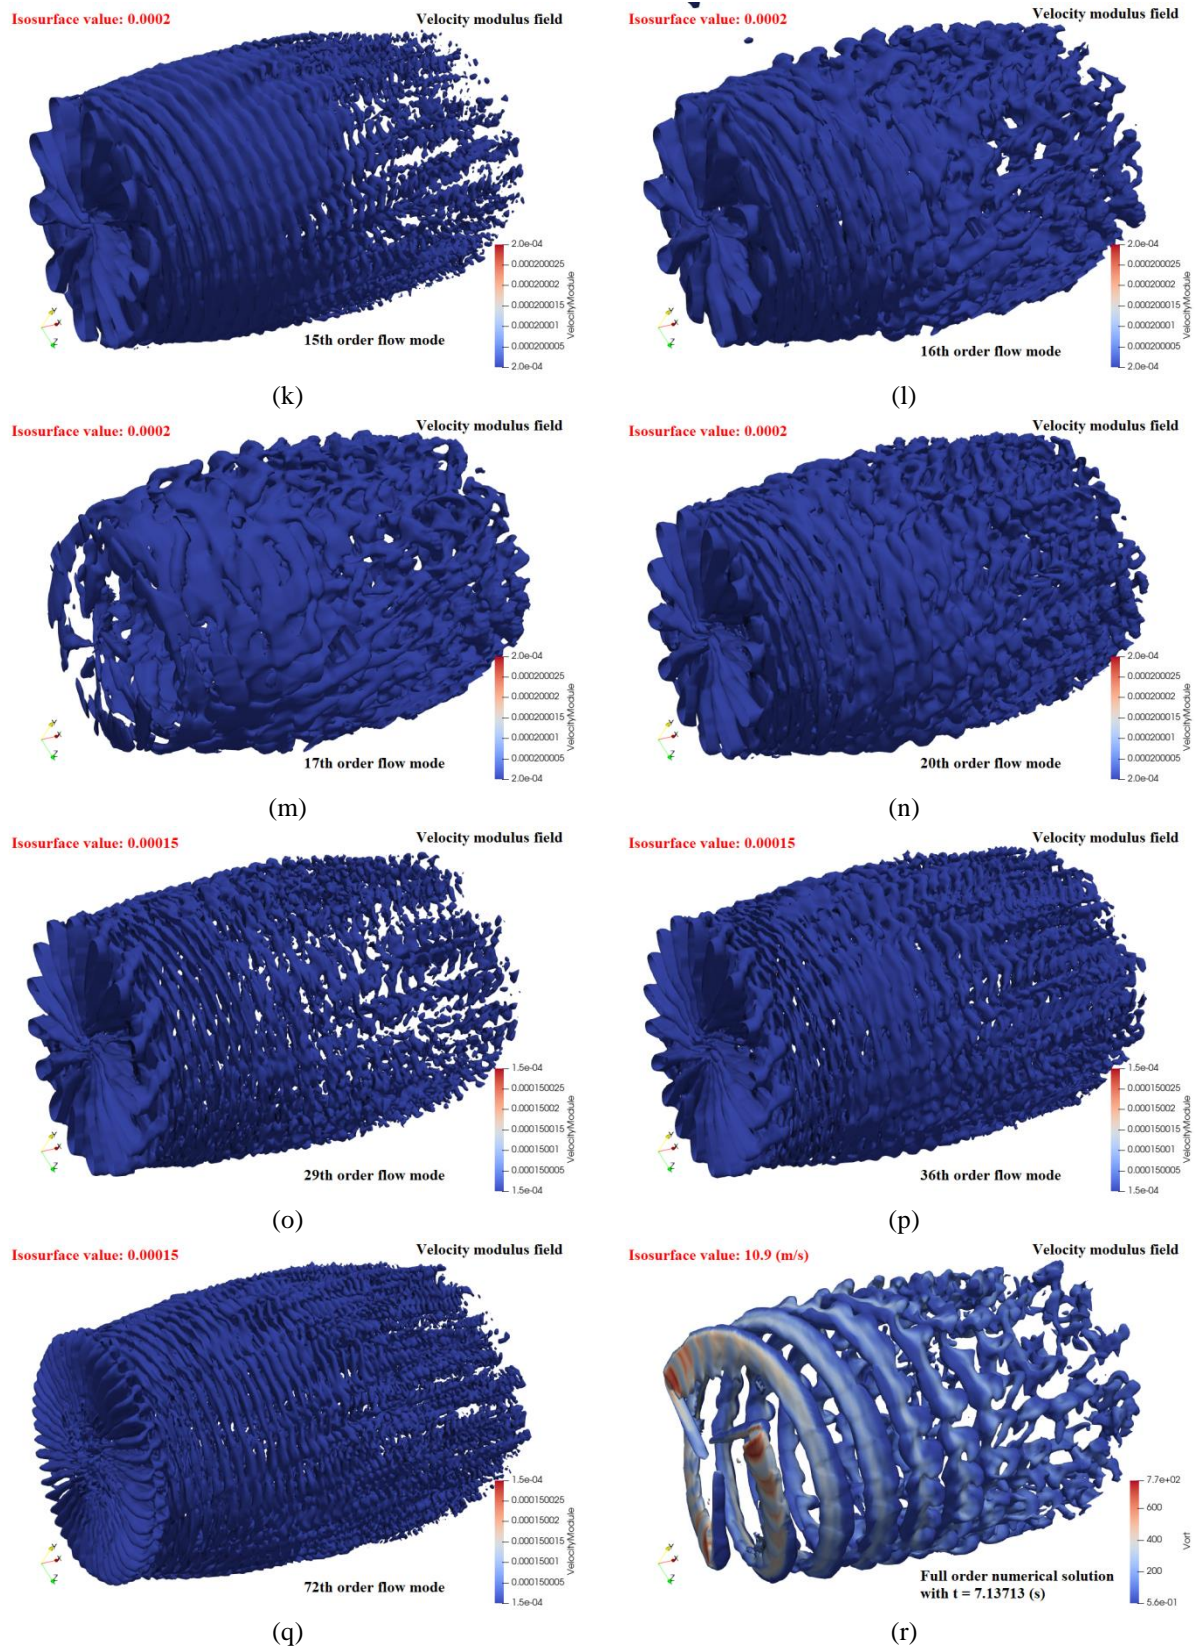 Isosurface value: 0.0002
Velocity modulus field
2.0e-04
0.000200025
0.00020002
0.000200015
0.00020001
0.000200005
2.0e-04
VelocityModule
Y
X
Z
15th order flow mode
(k)
Isosurface value: 0.0002
Velocity modulus field
2.0e-04
0.000200025
0.00020002
0.000200015
0.00020001
0.000200005
2.0e-04
VelocityModule
Y
X
Z
16th order flow mode
(l)
Isosurface value: 0.0002
Velocity modulus field
2.0e-04
0.000200025
0.00020002
0.000200015
0.00020001
0.000200005
2.0e-04
VelocityModule
Y
X
Z
17th order flow mode
(m)
Isosurface value: 0.0002
Velocity modulus field
2.0e-04
0.000200025
0.00020002
0.000200015
0.00020001
0.000200005
2.0e-04
VelocityModule
Y
X
Z
20th order flow mode
(n)
Isosurface value: 0.00015
Velocity modulus field
1.5e-04
0.000150025
0.00015002
0.000150015
0.00015001
0.000150005
1.5e-04
VelocityModule
Y
X
Z
29th order flow mode
(o)
Isosurface value: 0.00015
Velocity modulus field
1.5e-04
0.000150025
0.00015002
0.000150015
0.00015001
0.000150005
1.5e-04
VelocityModule
Y
X
Z
36th order flow mode
(p)
Isosurface value: 0.00015
Velocity modulus field
1.5e-04
0.000150025
0.00015002
0.000150015
0.00015001
0.000150005
1.5e-04
VelocityModule
Y
X
Z
72th order flow mode
(q)
Isosurface value: 10.9 (m/s)
Velocity modulus field
7.7e+02
600
400
200
5.6e-01
Vort
Y
X
Z
Full order numerical solution
with t = 7.13713 (s)
(r)